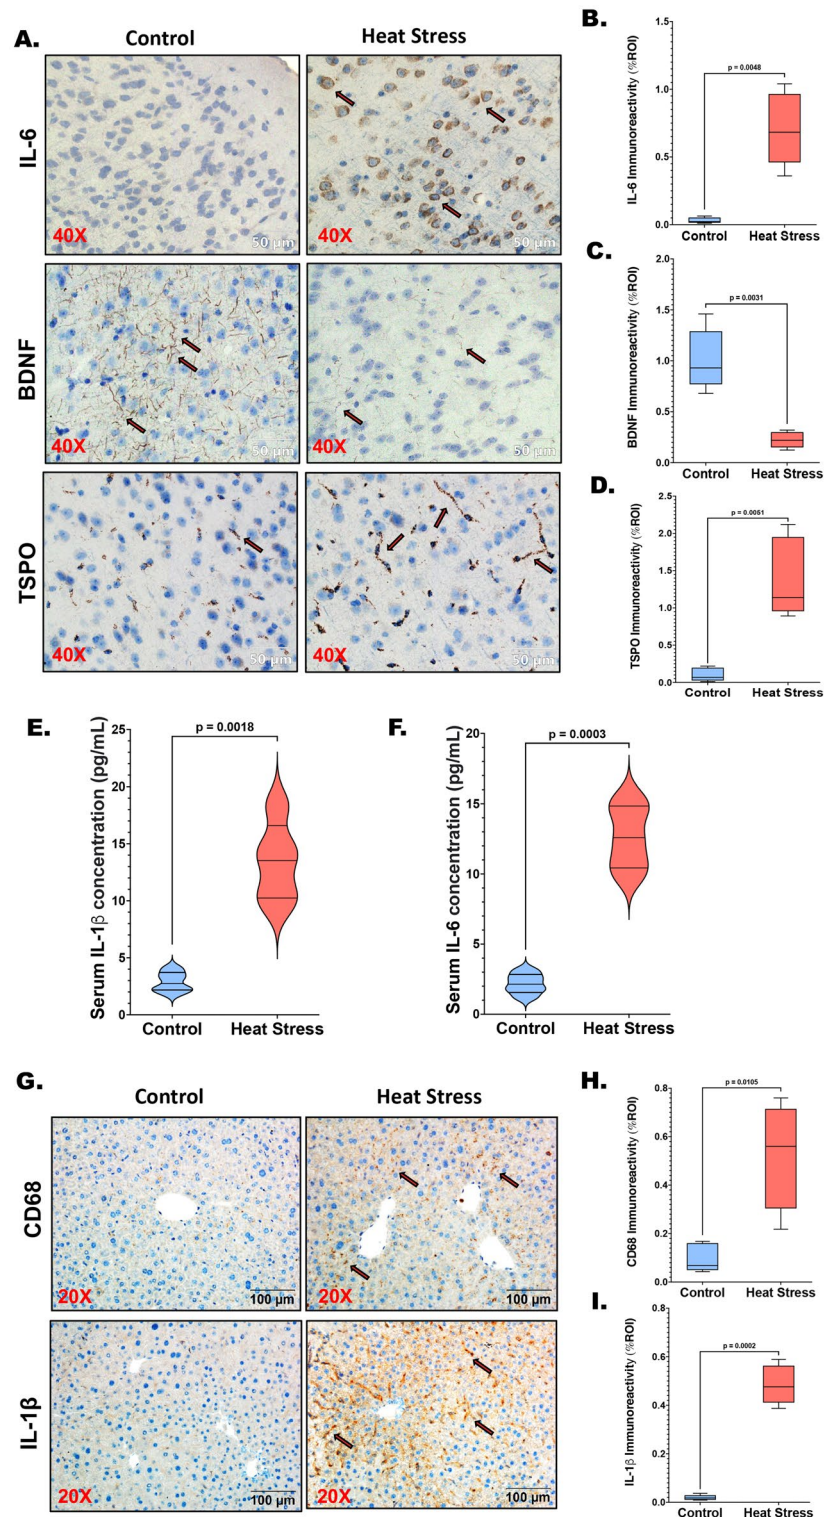 A.
Control
Heat Stress
IL-6
40X
50 µm
40X
50 µm
BDNF
40X
50 µm
40X
50 µm
TSPO
40X
50 µm
40X
50 µm
B.
IL-6 Immunoreactivity (%ROI)
1.5
1.0
0.5
0.0
p = 0.0048
Control
Heat Stress
C.
BDNF Immunoreactivity (%ROI)
2.0
1.5
1.0
0.5
0.0
p = 0.0031
Control
Heat Stress
D.
TSPO Immunoreactivity (%ROI)
2.5
2.0
1.5
1.0
0.5
0.0
p = 0.0051
Control
Heat Stress
E.
Serum IL-1β concentration (pg/mL)
25
20
15
10
5
0
p = 0.0018
Control
Heat Stress
F.
Serum IL-6 concentration (pg/mL)
20
15
10
5
0
p = 0.0003
Control
Heat Stress
G.
Control
Heat Stress
CD68
20X
100 µm
20X
100 µm
IL-1β
20X
100 µm
20X
100 µm
H.
CD68 Immunoreactivity (%ROI)
0.8
0.6
0.4
0.2
0.0
p = 0.0105
Control
Heat Stress
I.
IL-1β Immunoreactivity (%ROI)
0.8
0.6
0.4
0.2
0.0
p = 0.0002
Control
Heat Stress